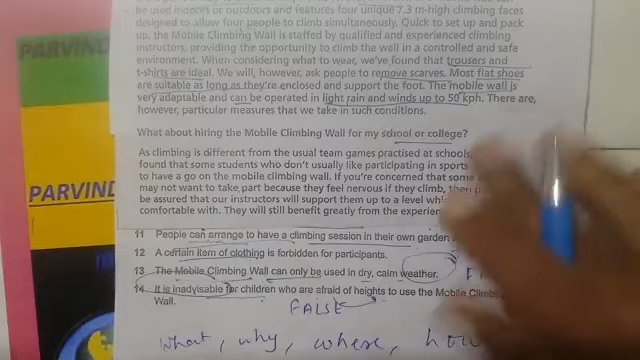 be used indoors or outdoors and features four unique 7.3 m-high climbing faces
designed to allow four people to climb simultaneously. Quick to set up and pack
up, the Mobile Climbing Wall is staffed by qualified and experienced climbing
instructors, providing the opportunity to climb the wall in a controlled and safe
environment. When considering what to wear, we've found that trousers and
t-shirts are ideal. We will, however, ask people to remove scarves. Most flat shoes
are suitable as long as they're enclosed and support the foot. The mobile wall is
very adaptable and can be operated in light rain and winds up to 50 kph. There are,
however, particular measures that we take in such conditions.
What about hiring the Mobile Climbing Wall for my school or college?
As climbing is different from the usual team games practised at schools,
found that some students who don't usually like participating in sports
to have a go on the mobile climbing wall. If you're concerned that some
may not want to take part because they feel nervous if they climb, then
be assured that our instructors will support them up to a level
comfortable with. They will still benefit greatly from the
11 People can arrange to have a climbing session in their own garden
12 A certain item of clothing is forbidden for participants.
13 The Mobile Climbing Wall can only be used in dry, calm weather.
14 It is inadvisable for children who are afraid of heights to use the Mobile
Wall.
FALSE
what, why, where, how
PARVIND
PARVIND